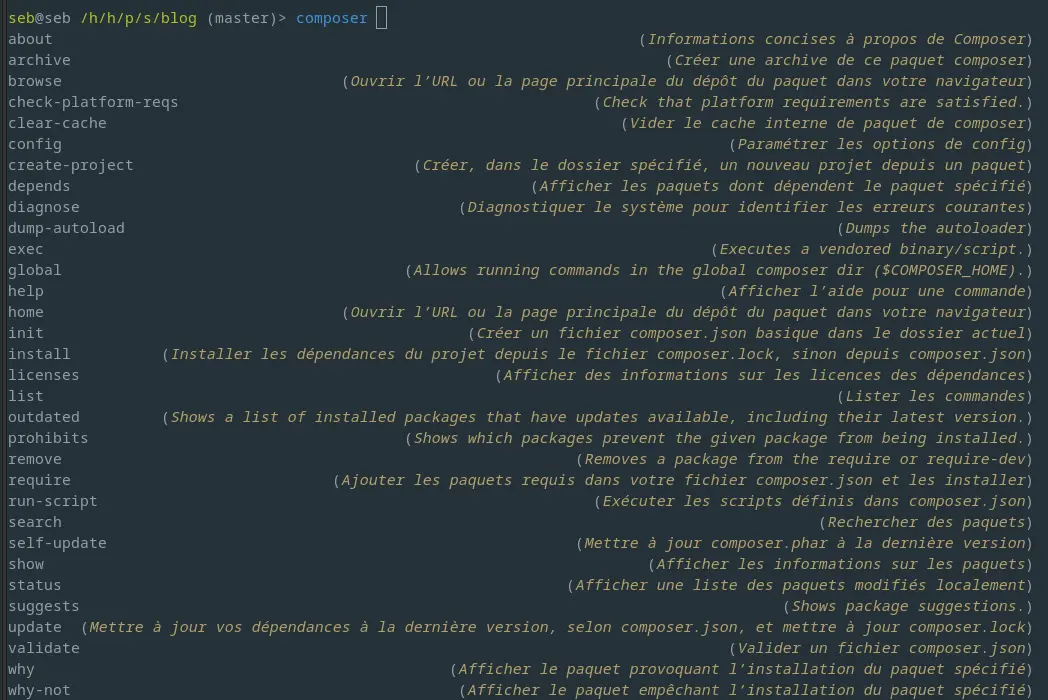 seb@seb /h/h/p/s/blog (master)> composer
about (Informations concises à propos de Composer)
archive (Créer une archive de ce paquet composer)
browse (Ouvrir l’URL ou la page principale du dépôt du paquet dans votre navigateur)
check-platform-reqs (Check that platform requirements are satisfied.)
clear-cache (Vider le cache interne de paquet de composer)
config (Paramétrer les options de config)
create-project (Créer, dans le dossier spécifié, un nouveau projet depuis un paquet)
depends (Afficher les paquets dont dépendent le paquet spécifié)
diagnose (Diagnostiquer le système pour identifier les erreurs courantes)
dump-autoload (Dumps the autoloader)
exec (Executes a vendored binary/script.)
global (Allows running commands in the global composer dir ($COMPOSER_HOME).)
help (Afficher l’aide pour une commande)
home (Ouvrir l’URL ou la page principale du dépôt du paquet dans votre navigateur)
init (Créer un fichier composer.json basique dans le dossier actuel)
install (Installer les dépendances du projet depuis le fichier composer.lock, sinon depuis composer.json)
licenses (Afficher des informations sur les licences des dépendances)
list (Lister les commandes)
outdated (Shows a list of installed packages that have updates available, including their latest version.)
prohibits (Shows which packages prevent the given package from being installed.)
remove (Removes a package from the require or require-dev)
require (Ajouter les paquets requis dans votre fichier composer.json et les installer)
run-script (Exécuter les scripts définis dans composer.json)
search (Rechercher des paquets)
self-update (Mettre à jour composer.phar à la dernière version)
show (Afficher les informations sur les paquets)
status (Afficher une liste des paquets modifiés localement)
suggests (Shows package suggestions.)
update (Mettre à jour vos dépendances à la dernière version, selon composer.json, et mettre à jour composer.lock)
validate (Valider un fichier composer.json)
why (Afficher le paquet provoquant l’installation du paquet spécifié)
why-not (Afficher le paquet empêchant l’installation du paquet spécifié)